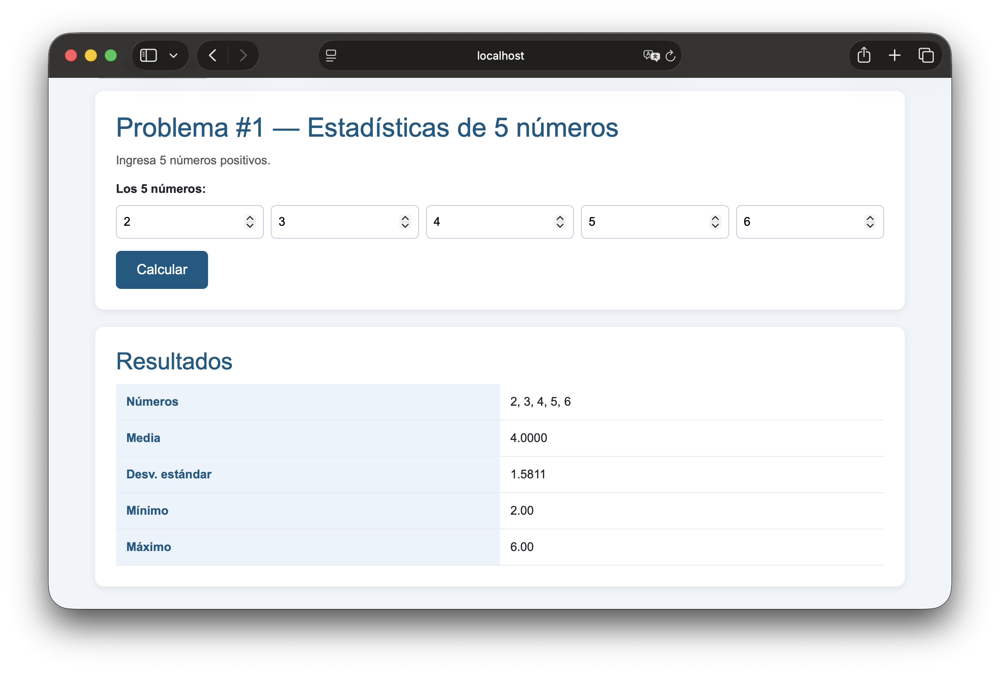 localhost
Problema #1 — Estadísticas de 5 números
Ingresa 5 números positivos.
Los 5 números:
2 3 4 5 6
Calcular
Resultados
Números 2, 3, 4, 5, 6
Media 4.0000
Desv. estándar 1.5811
Mínimo 2.00
Máximo 6.00